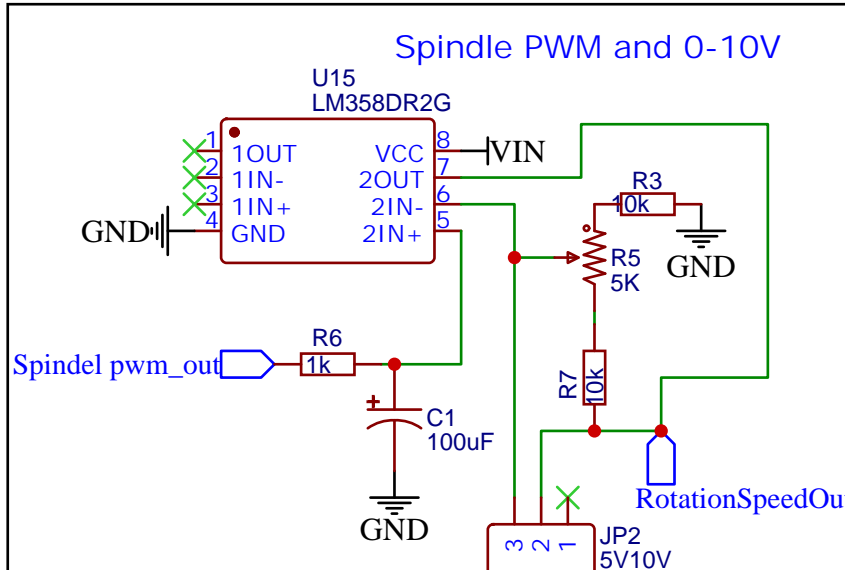 Spindle PWM and 0-10V
U15
LM358DR2G
1 1OUT VCC 8 VIN
2 1IN- 2OUT 7
3 1IN+ 2IN- 6
GND 4 GND 2IN+ 5
R3
10k
GND
R5
5K
R6
1k
Spindel pwm_out
R7
10k
C1
100uF
GND
RotationSpeedOu
JP2
5V10V
3 2 1